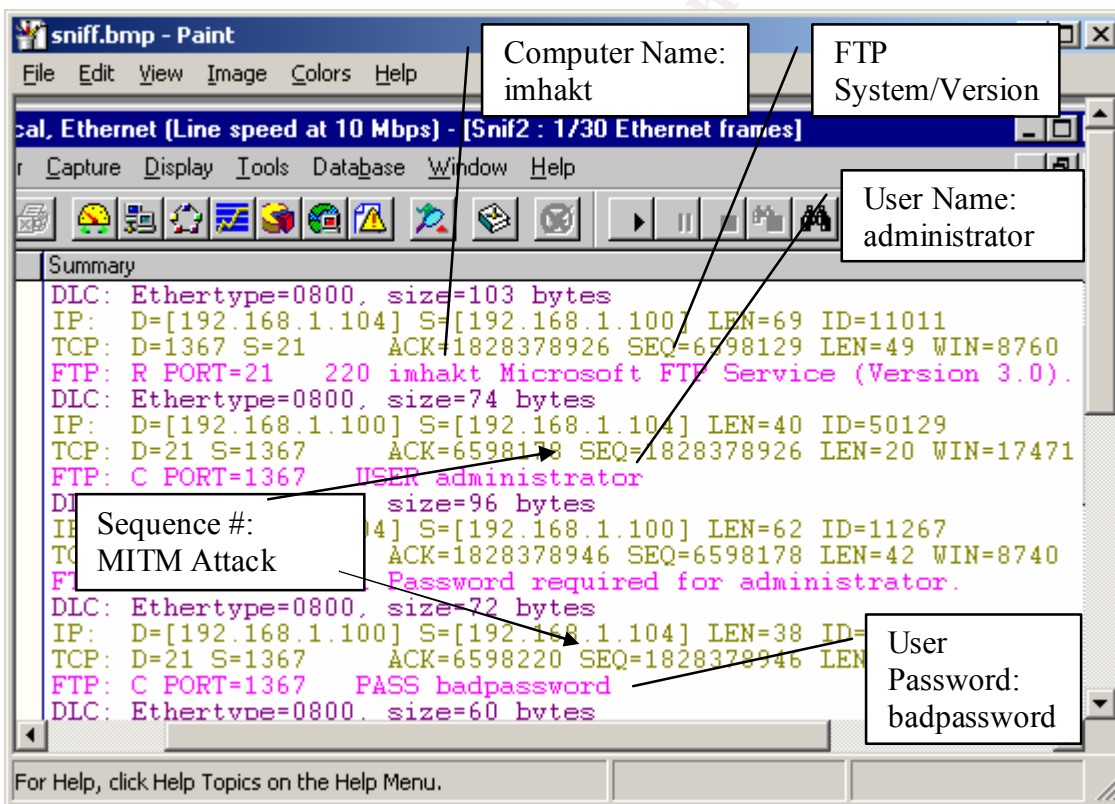 sniff.bmp - Paint
Computer Name:
imhakt
FTP
System/Version
File Edit View Image Colors Help
cal, Ethernet (Line speed at 10 Mbps) - [Snif2 : 1/30 Ethernet frames]
r Capture Display Tools Database Window Help
User Name:
administrator
Summary
DLC: Ethertype=0800, size=103 bytes
IP: D=[192.168.1.104] S=[192.168.1.100] LEN=69 ID=11011
TCP: D=1367 S=21 ACK=1828378926 SEQ=6598129 LEN=49 WIN=8760
FTP: R PORT=21 220 imhakt Microsoft FTP Service (Version 3.0).
DLC: Ethertype=0800, size=74 bytes
IP: D=[192.168.1.100] S=[192.168.1.104] LEN=40 ID=50129
TCP: D=21 S=1367 ACK=6598178 SEQ=1828378926 LEN=20 WIN=17471
FTP: C PORT=1367 USER administrator
size=96 bytes
Sequence #:
MITM Attack
4] S=[192.168.1.100] LEN=62 ID=11267
ACK=1828378946 SEQ=6598178 LEN=42 WIN=8740
Password required for administrator.
DLC: Ethertype=0800, size=72 bytes
IP: D=[192.168.1.100] S=[192.168.1.104] LEN=38 ID=
TCP: D=21 S=1367 ACK=6598220 SEQ=1828378946 LEN
FTP: C PORT=1367 PASS badpassword
User
Password:
badpassword
DLC: Ethertype=0800, size=60 bytes
For Help, click Help Topics on the Help Menu.